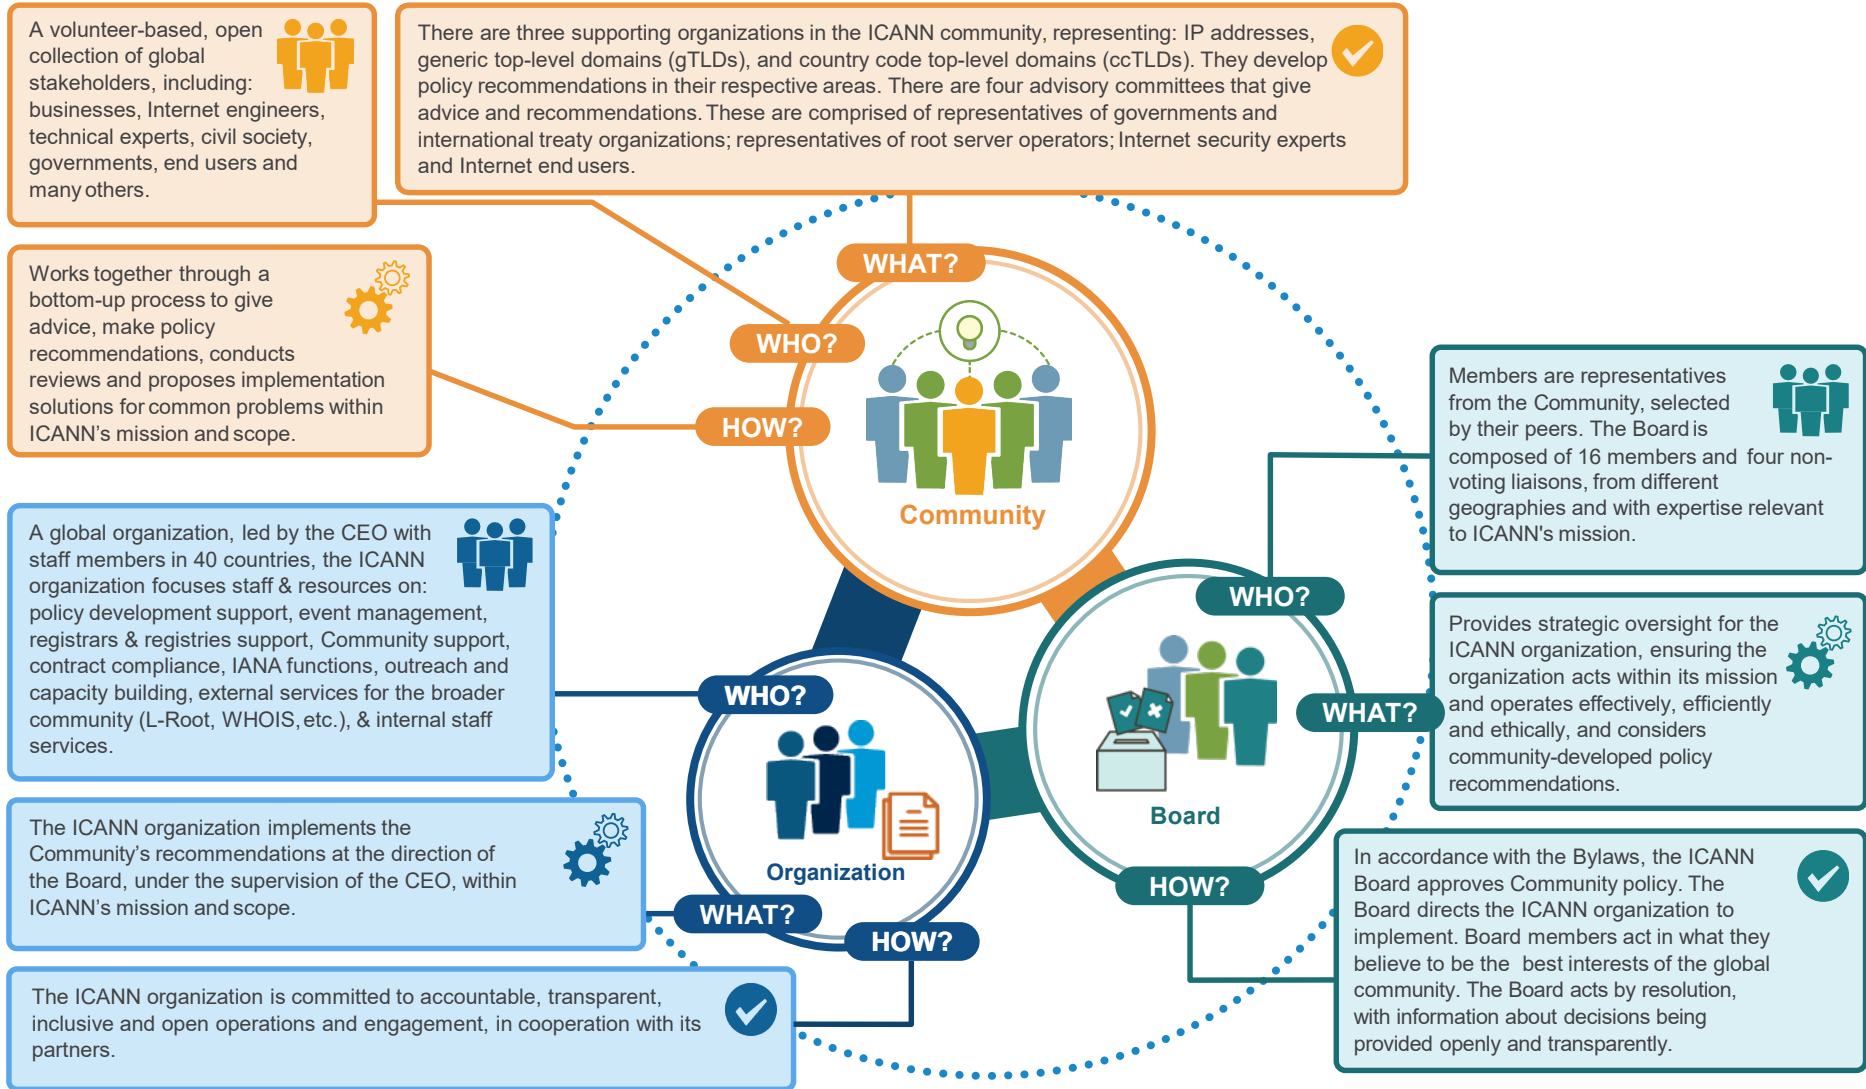 A volunteer-based, open
collection of global
stakeholders, including:
businesses, Internet engineers,
technical experts, civil society,
governments, end users and
many others.
There are three supporting organizations in the ICANN community, representing: IP addresses,
generic top-level domains (gTLDs), and country code top-level domains (ccTLDs). They develop
policy recommendations in their respective areas. There are four advisory committees that give
advice and recommendations. These are comprised of representatives of governments and
international treaty organizations; representatives of root server operators; Internet security experts
and Internet end users.
Works together through a
bottom-up process to give
advice, make policy
recommendations, conducts
reviews and proposes implementation
solutions for common problems within
ICANN's mission and scope.
WHAT?
WHO?
HOW?
Community
Members are representatives
from the Community, selected
by their peers. The Board is
composed of 16 members and four non-
voting liaisons, from different
geographies and with expertise relevant
to ICANN's mission.
A global organization, led by the CEO with
staff members in 40 countries, the ICANN
organization focuses staff & resources on:
policy development support, event management,
registrars & registries support, Community support,
contract compliance, IANA functions, outreach and
capacity building, external services for the broader
community (L-Root, WHOIS, etc.), & internal staff
services.
WHO?
Provides strategic oversight for the
ICANN organization, ensuring the
organization acts within its mission
and operates effectively, efficiently
and ethically, and considers
community-developed policy
recommendations.
WHO?
WHAT?
Board
HOW?
The ICANN organization implements the
Community's recommendations at the direction of
the Board, under the supervision of the CEO, within
ICANN's mission and scope.
Organization
WHAT?
HOW?
In accordance with the Bylaws, the ICANN
Board approves Community policy. The
Board directs the ICANN organization to
implement. Board members act in what they
believe to be the best interests of the global
community. The Board acts by resolution,
with information about decisions being
provided openly and transparently.
The ICANN organization is committed to accountable, transparent,
inclusive and open operations and engagement, in cooperation with its
partners.